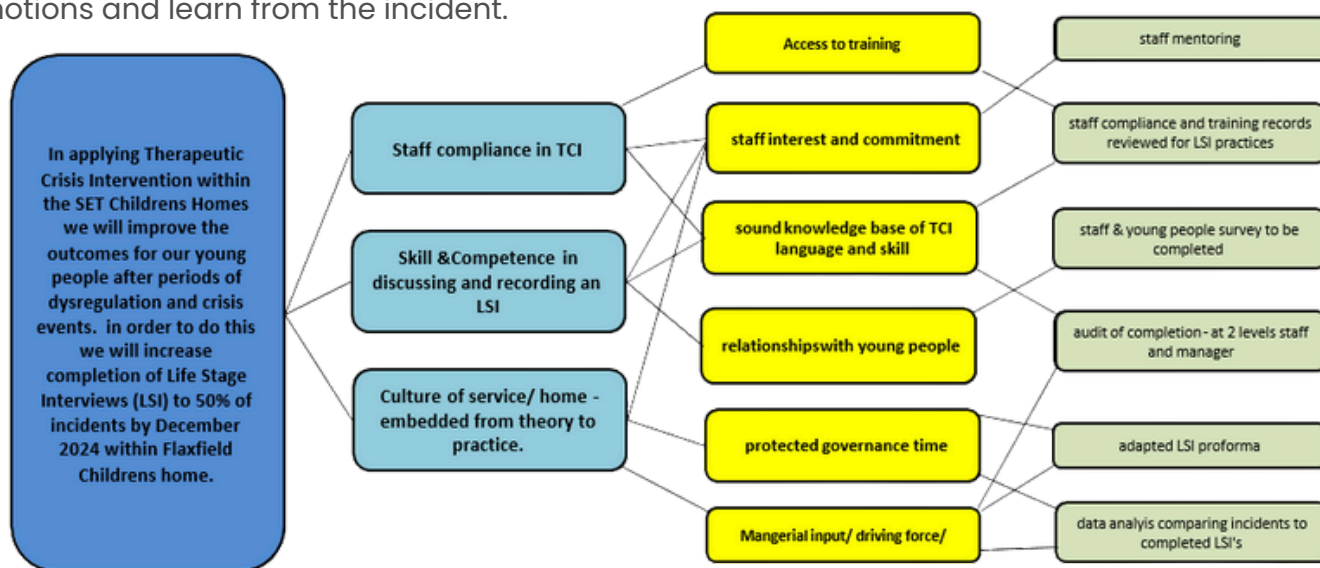 notions and learn from the incident.
In applying Therapeutic
Crisis Intervention within
the SET Childrens Homes
we will improve the
outcomes for our young
people after periods of
dysregulation and crisis
events. in order to do this
we will increase
completion of Life Stage
Interviews (LSI) to 50% of
incidents by December
2024 within Flaxfield
Childrens home.
Staff compliance in TCI
Skill &Competence in
discussing and recording an
LSI
Culture of service/ home -
embedded from theory to
practice.
Access to training
staff interest and commitment
sound knowledge base of TCI
language and skill
relationshipswith young people
protected governance time
Mangerial input/ driving force/
staff mentoring
staff compliance and training records
reviewed for LSI practices
staff & young people survey to be
completed
audit of completion- at 2 levels staff
and manager
adapted LSI proforma
data analyis comparing incidents to
completed LSI's